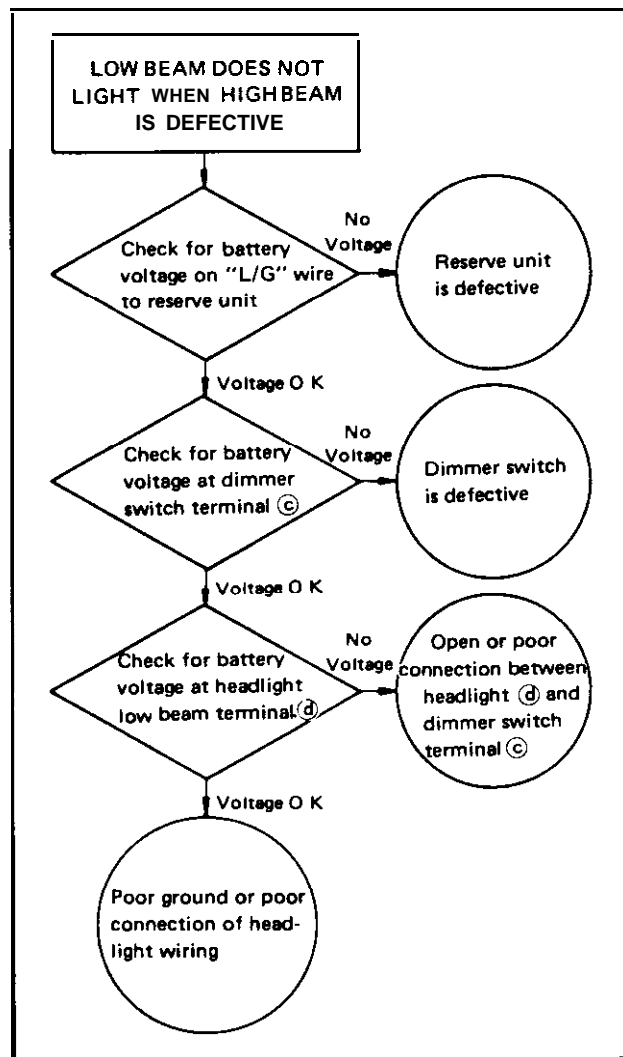 LOW BEAM DOES NOT
LIGHT WHEN HIGH BEAM
IS DEFECTIVE
Check for battery
voltage on "L/G" wire
to reserve unit
No
Voltage
Reserve unit
is defective
Voltage O K
Check for battery
voltage at dimmer
switch terminal ⓒ
No
Voltage
Dimmer switch
is defective
Voltage O K
Check for battery
voltage at headlight
low beam terminal ⓓ
No
Voltage
Open or poor
connection between
headlight ⓓ and
dimmer switch
terminal ⓒ
Voltage O K
Poor ground or poor
connection of head-
light wiring